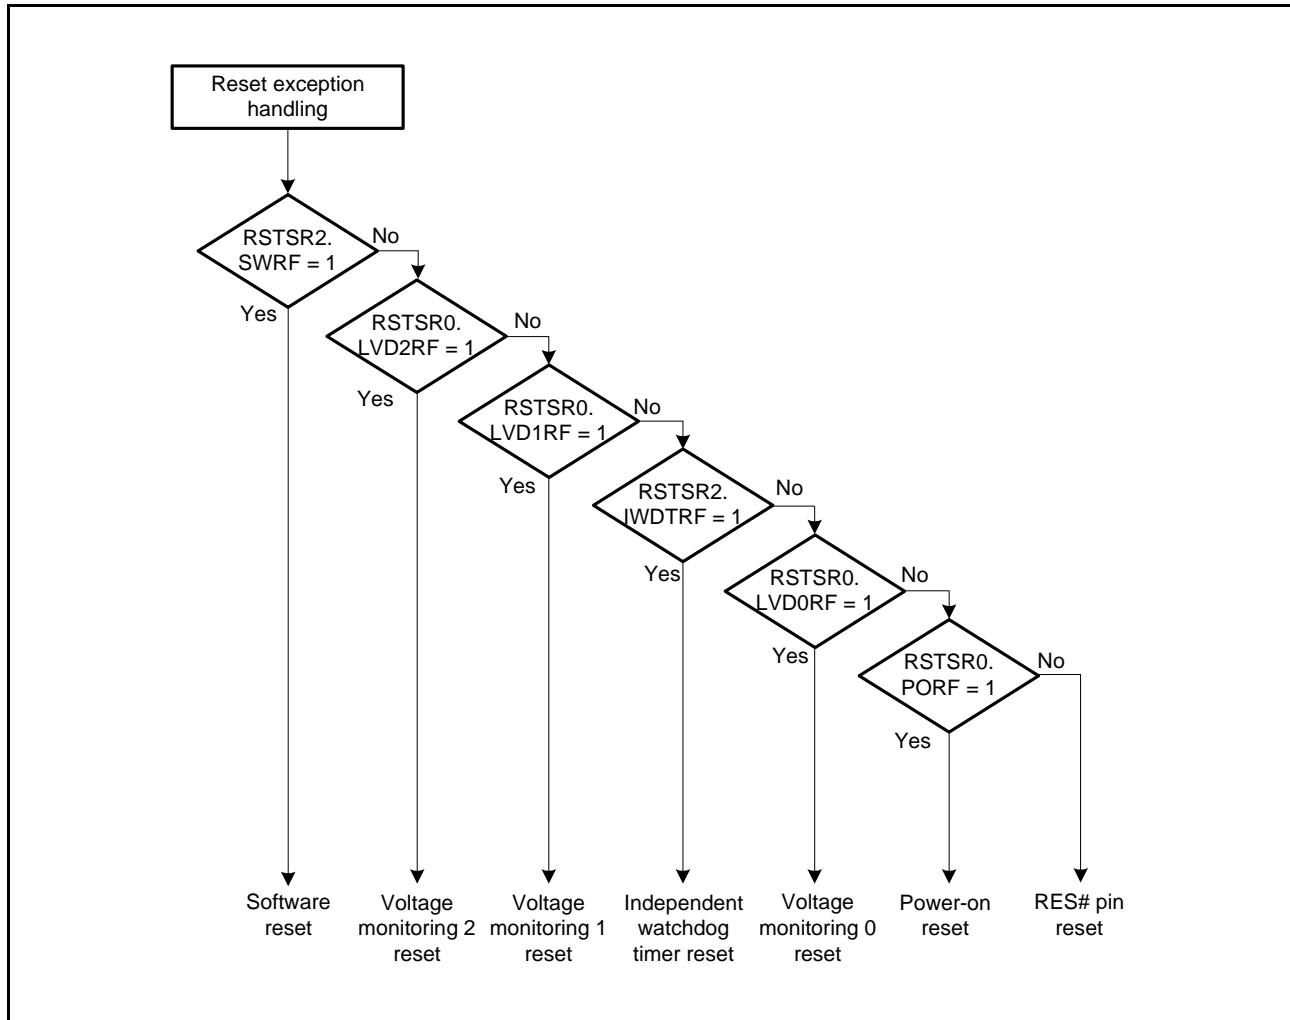 Reset exception
handling
RSTSR2.
SWRF = 1
No
Yes
RSTSR0.
LVD2RF = 1
No
Yes
RSTSR0.
LVD1RF = 1
No
Yes
RSTSR2.
IWDTRF = 1
No
Yes
RSTSR0.
LVD0RF = 1
No
Yes
RSTSR0.
PORF = 1
No
Yes
Software
reset
Voltage
monitoring 2
reset
Voltage
monitoring 1
reset
Independent
watchdog
timer reset
Voltage
monitoring 0
reset
Power-on
reset
RES# pin
reset